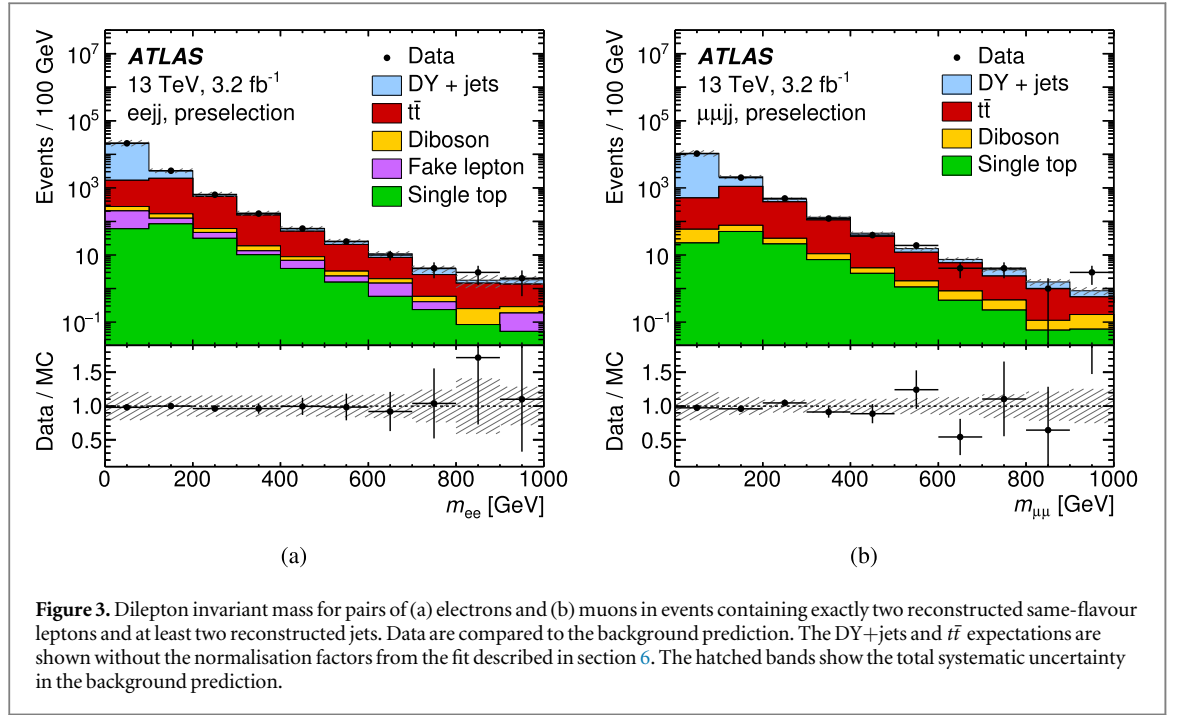 ATLAS
13 TeV, 3.2 fb⁻¹
eejj, preselection
Data
DY + jets
tt̄
Diboson
Fake lepton
Single top
Events / 100 GeV
10⁷
10⁵
10³
10
10⁻¹
Data / MC
1.5
1.0
0.5
0 200 400 600 800 1000
m_ee [GeV]
(a)
ATLAS
13 TeV, 3.2 fb⁻¹
μμjj, preselection
Data
DY + jets
tt̄
Diboson
Single top
Events / 100 GeV
10⁷
10⁵
10³
10
10⁻¹
Data / MC
1.5
1.0
0.5
0 200 400 600 800 1000
m_μμ [GeV]
(b)
Figure 3. Dilepton invariant mass for pairs of (a) electrons and (b) muons in events containing exactly two reconstructed same-flavour
leptons and at least two reconstructed jets. Data are compared to the background prediction. The DY+jets and tt̄ expectations are
shown without the normalisation factors from the fit described in section 6. The hatched bands show the total systematic uncertainty
in the background prediction.